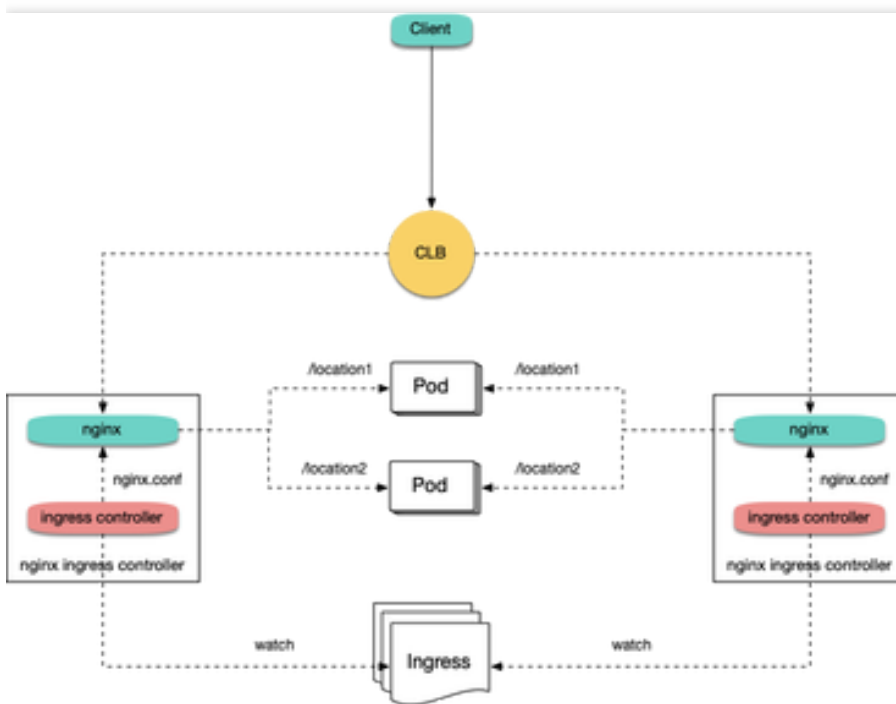 Client
CLB
/location1
/location1
Pod
nginx
nginx
/location2
/location2
Pod
nginx.conf
nginx.conf
ingress controller
ingress controller
nginx ingress controller
nginx ingress controller
watch
watch
Ingress